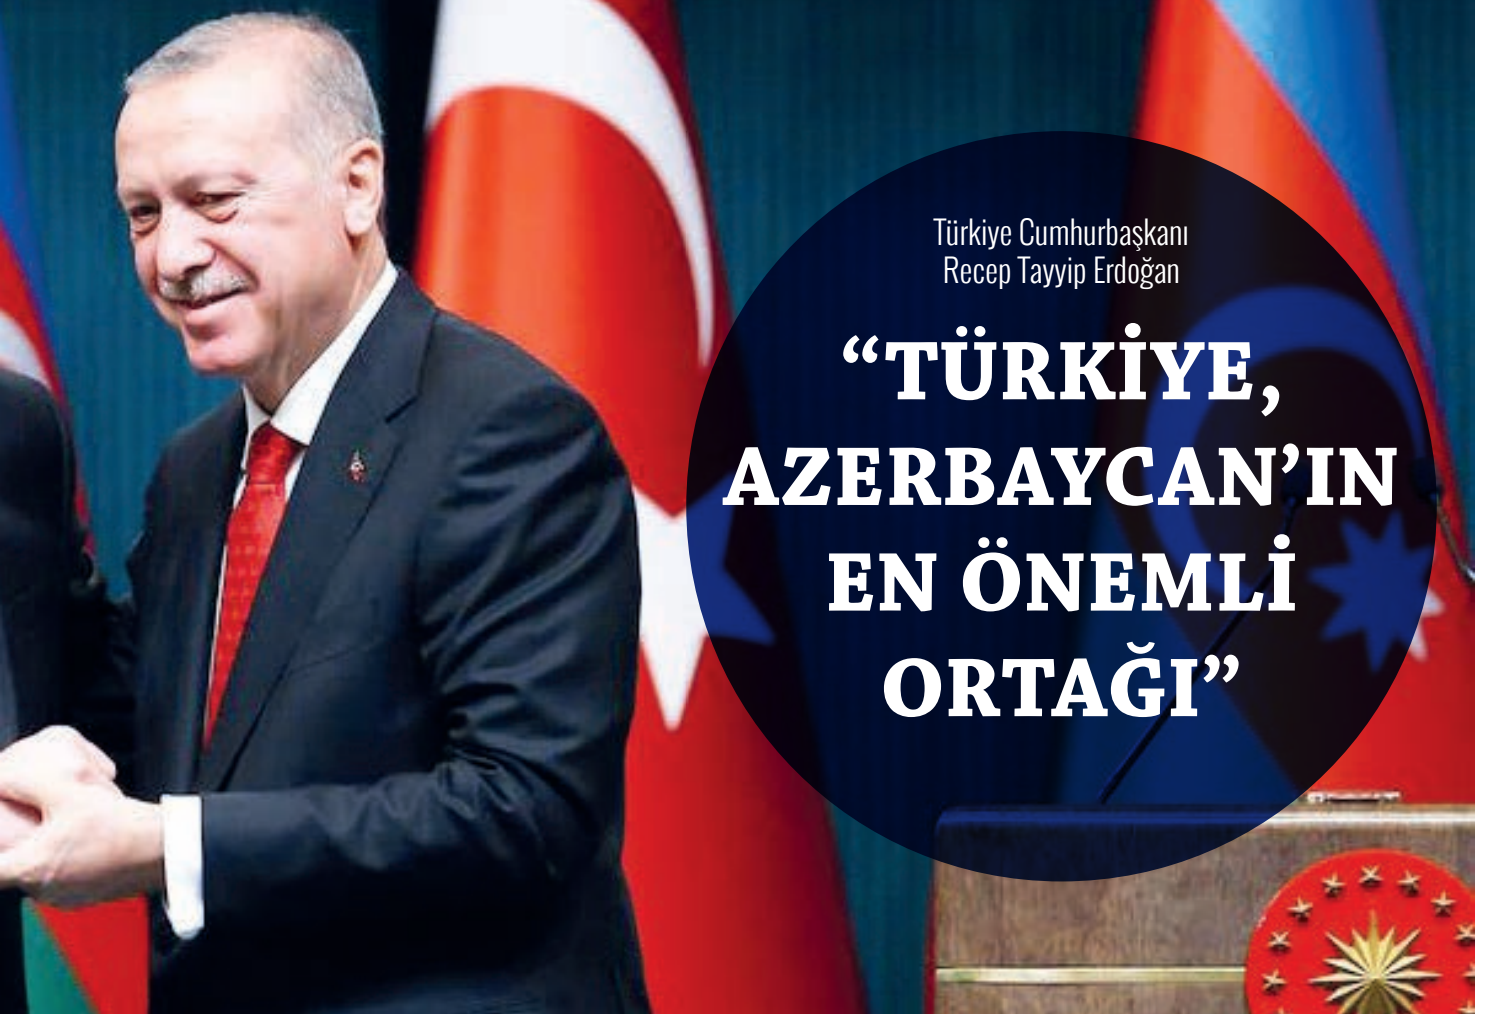 Türkiye Cumhurbaşkanı
Recep Tayyip Erdoğan
“TÜRKİYE,
AZERBAYCAN’IN
EN ÖNEMLİ
ORTAĞI”